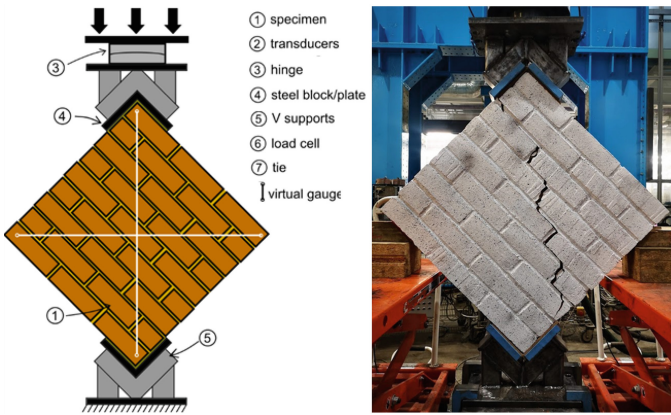 ① specimen
② transducers
③ hinge
④ steel block/plate
⑤ V supports
⑥ load cell
⑦ tie
virtual gauge
③
④
①
⑤